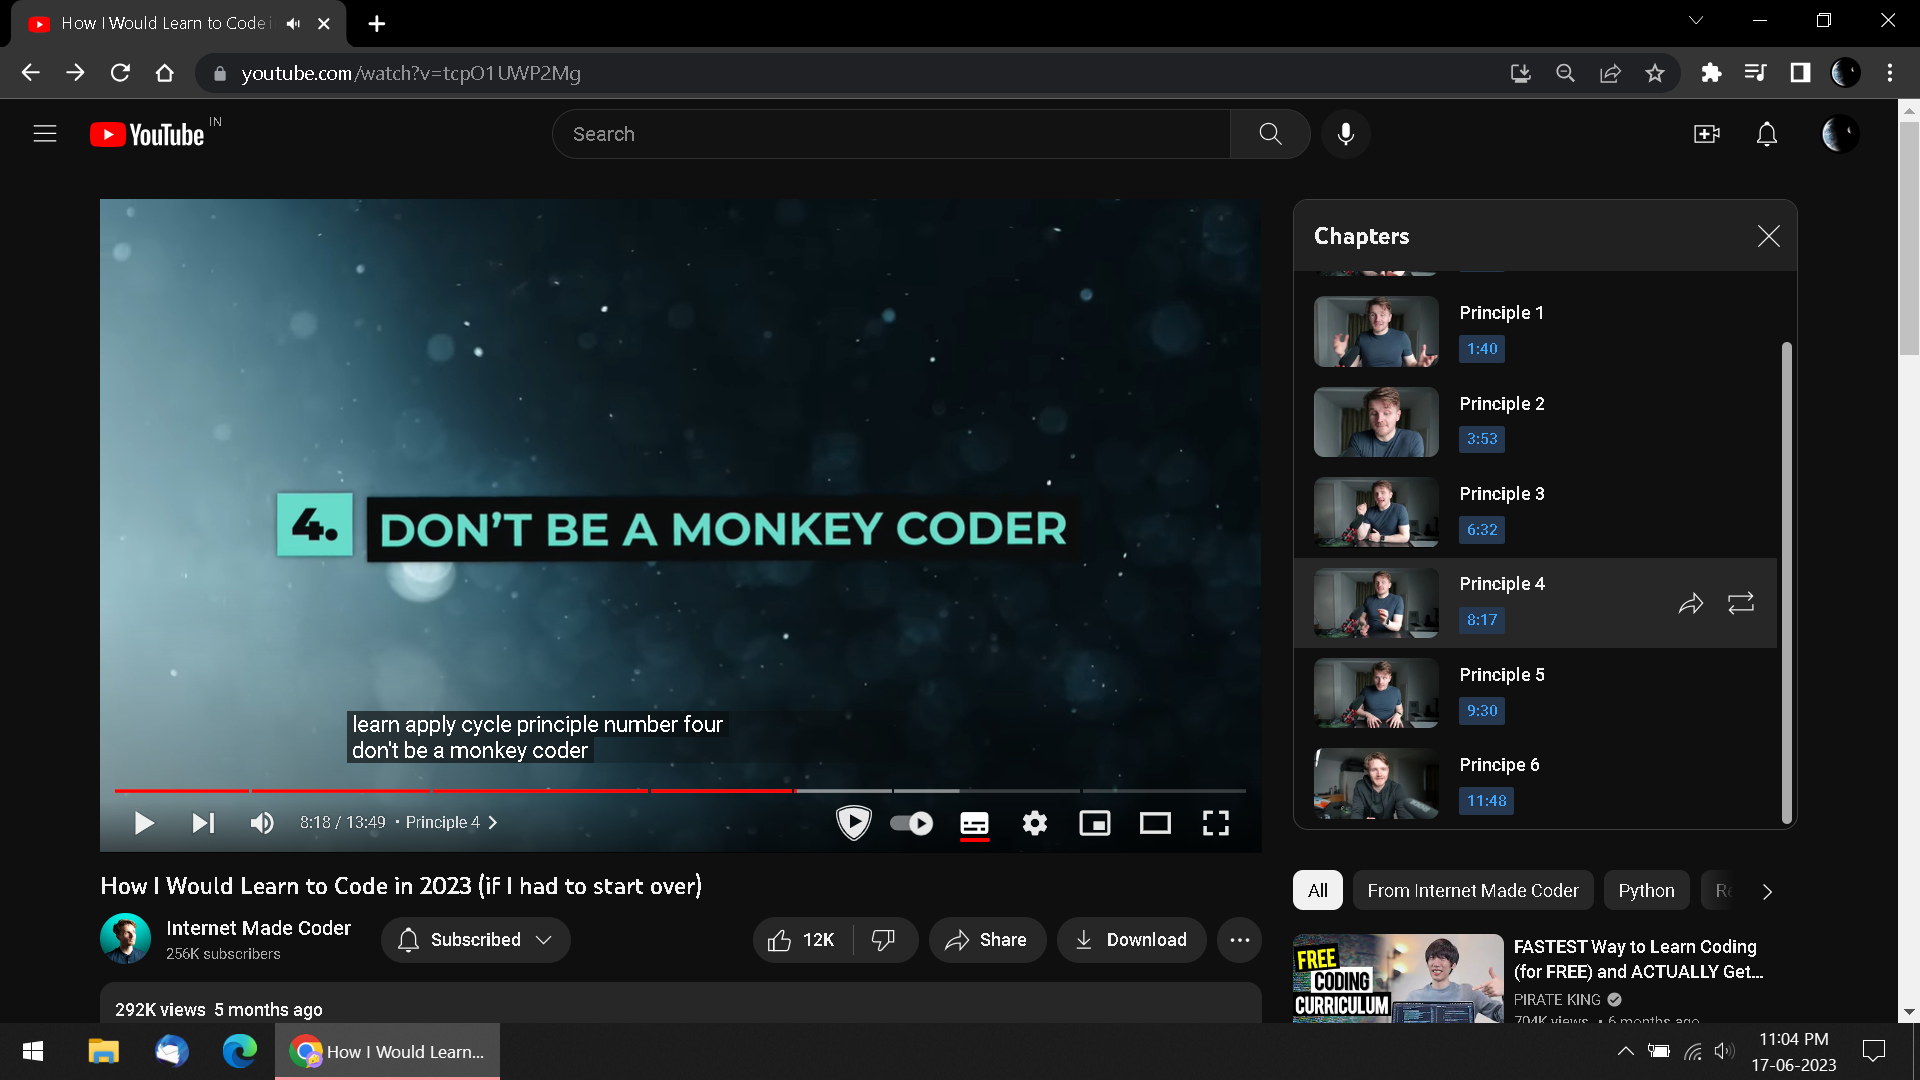 How I Would Learn to Code i
youtube.com/watch?v=tcpO1UWP2Mg
YouTube IN
Search
4. DON'T BE A MONKEY CODER
learn apply cycle principle number four
don't be a monkey coder
8:18 / 13:49 • Principle 4
Chapters
Principle 1
1:40
Principle 2
3:53
Principle 3
6:32
Principle 4
8:17
Principle 5
9:30
Principe 6
11:48
How I Would Learn to Code in 2023 (if I had to start over)
Internet Made Coder
256K subscribers
Subscribed
12K
Share
Download
292K views 5 months ago
All
From Internet Made Coder
Python
Re
FREE
CODING
CURRICULUM
FASTEST Way to Learn Coding
(for FREE) and ACTUALLY Get...
PIRATE KING
704K views • 6 months ago
How I Would Learn...
11:04 PM
17-06-2023